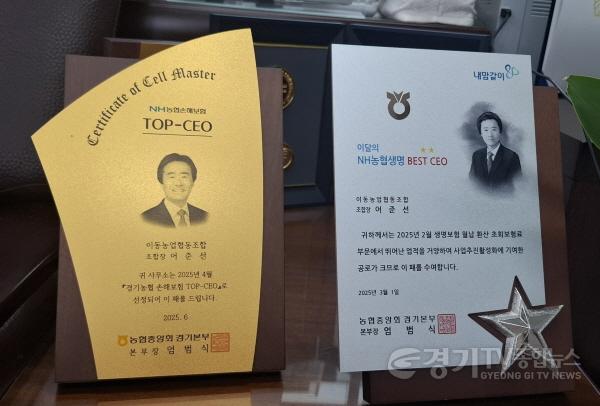 Certificate of Cell Master
NH농협손해보험
TOP-CEO
이동농업협동조합
조합장 어 준 선
귀 사무소는 2025년 4월
『경기농협 손해보험 TOP-CEO』로
선정되어 이 패를 드립니다.
2025. 6
농협중앙회 경기본부
본부장 엄 범 식
내맘같이
이달의
NH농협생명 BEST CEO
이동농업협동조합
조합장 어 준 선
귀하께서는 2025년 2월 생명보험 월납 환산 초회보험료
부문에서 뛰어난 업적을 거양하여 사업추진활성화에 기여한
공로가 크므로 이 패를 수여합니다.
2025년 3월 1일
농협중앙회 경기본부
본부장 엄 범 식
경기TV종합뉴스
GYEONG GI TV NEWS